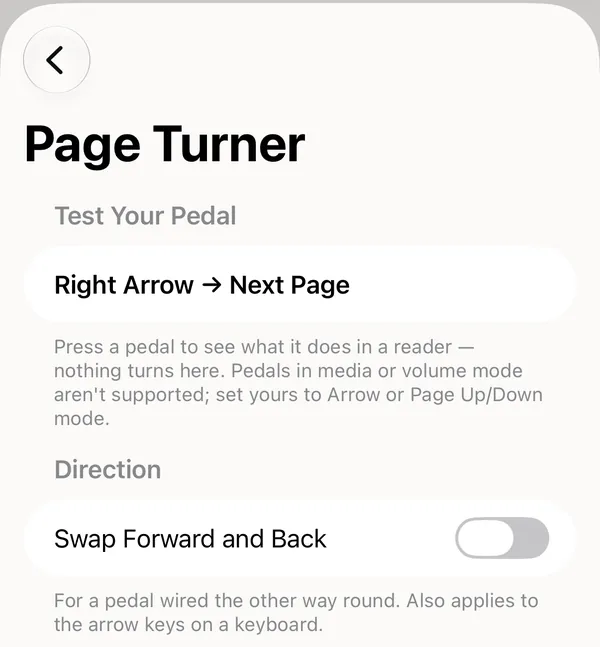 Page Turner
Test Your Pedal
Right Arrow → Next Page
Press a pedal to see what it does in a reader —
nothing turns here. Pedals in media or volume mode
aren't supported; set yours to Arrow or Page Up/Down
mode.
Direction
Swap Forward and Back
For a pedal wired the other way round. Also applies to
the arrow keys on a keyboard.